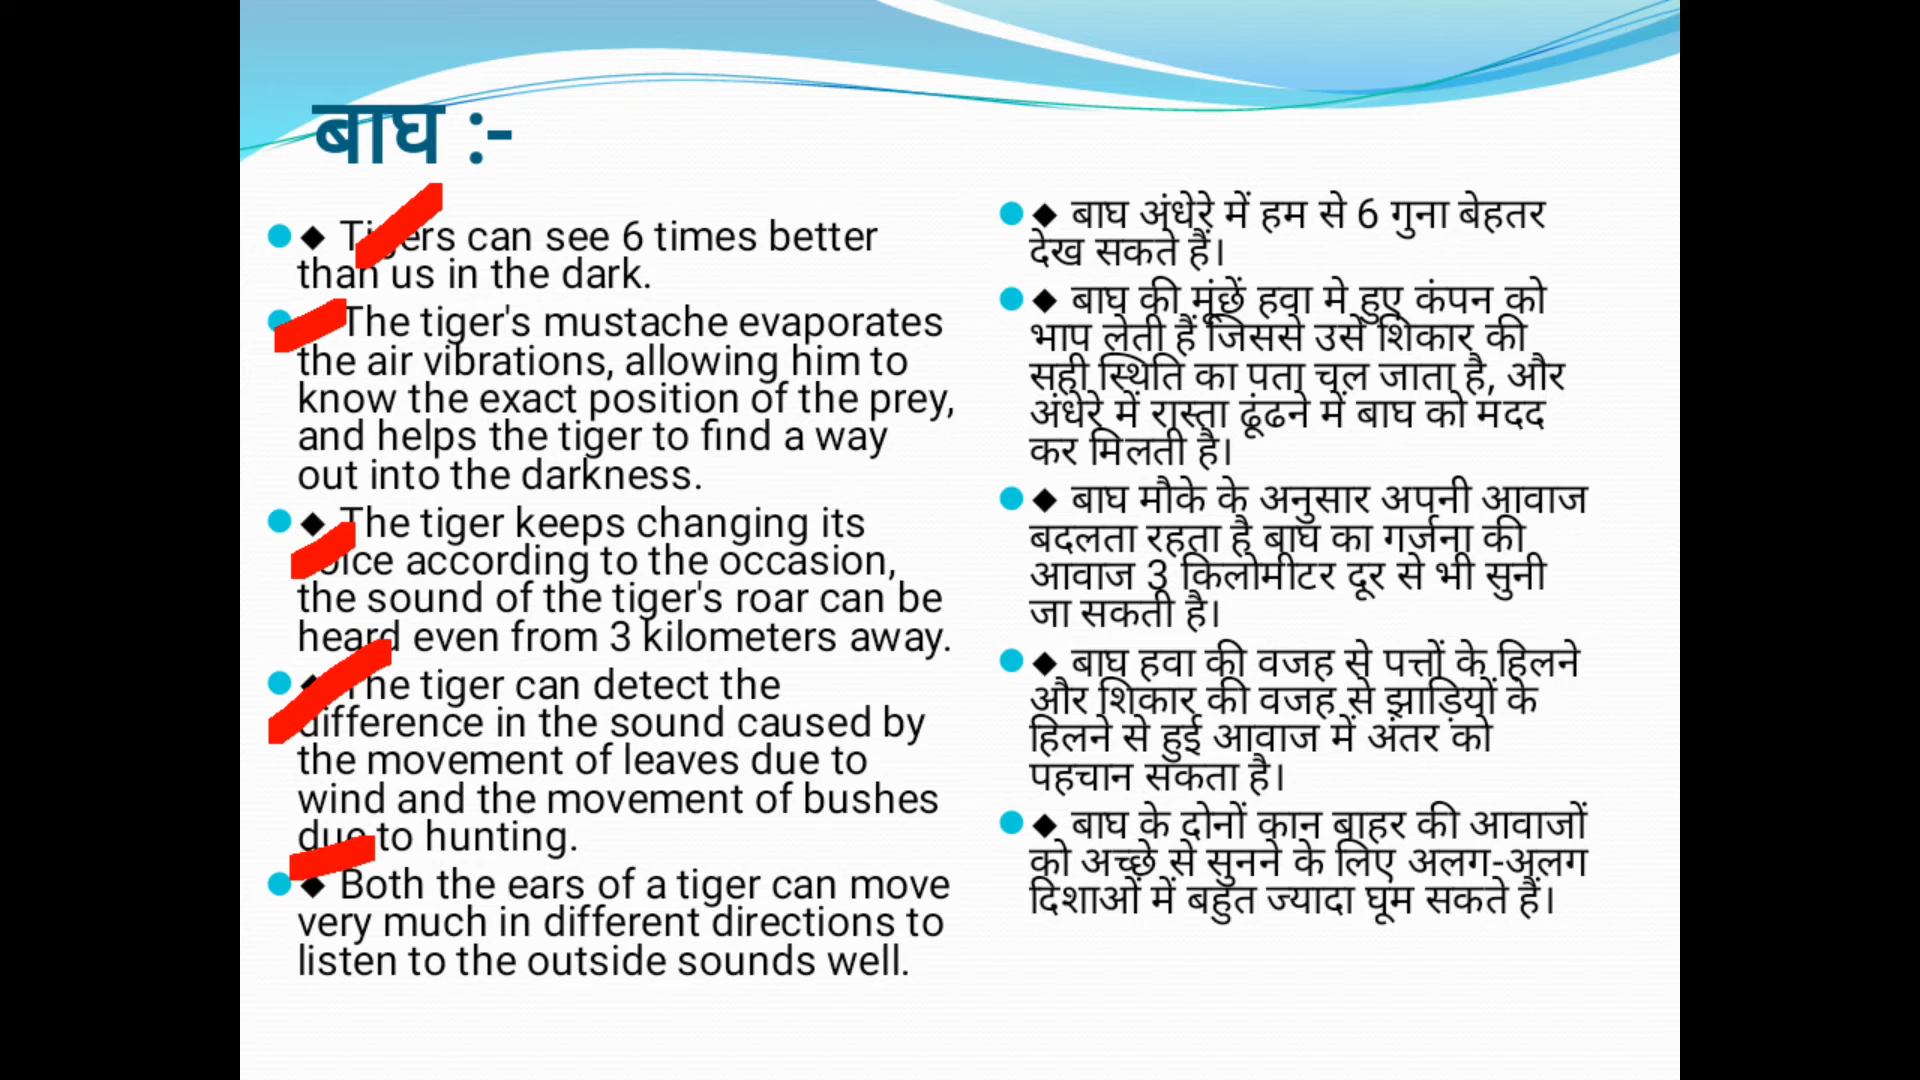 बाघ :-
◆ Tigers can see 6 times better
than us in the dark.
The tiger's mustache evaporates
the air vibrations, allowing him to
know the exact position of the prey,
and helps the tiger to find a way
out into the darkness.
◆ The tiger keeps changing its
voice according to the occasion,
the sound of the tiger's roar can be
heard even from 3 kilometers away.
◆ The tiger can detect the
difference in the sound caused by
the movement of leaves due to
wind and the movement of bushes
due to hunting.
◆ Both the ears of a tiger can move
very much in different directions to
listen to the outside sounds well.
◆ बाघ अंधेरे में हम से 6 गुना बेहतर
देख सकते हैं।
◆ बाघ की मूंछें हवा मे हुए कंपन को
भाप लेती हैं जिससे उसे शिकार की
सही स्थिति का पता चल जाता है, और
अंधेरे में रास्ता ढूंढने में बाघ को मदद
कर मिलती है।
◆ बाघ मौके के अनुसार अपनी आवाज
बदलता रहता है बाघ का गर्जना की
आवाज 3 किलोमीटर दूर से भी सुनी
जा सकती है।
◆ बाघ हवा की वजह से पत्तों के हिलने
और शिकार की वजह से झाड़ियों के
हिलने से हुई आवाज में अंतर को
पहचान सकता है।
◆ बाघ के दोनों कान बाहर की आवाजों
को अच्छे से सुनने के लिए अलग-अलग
दिशाओं में बहुत ज्यादा घूम सकते हैं।